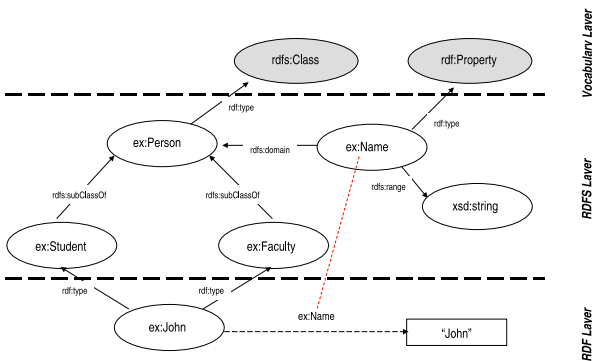 rdfs:Class
rdf:Property
Vocabulary Layer
rdf:type
rdf:type
ex:Person
rdfs:domain
ex:Name
rdfs:subClassOf
rdfs:subClassOf
rdfs:range
xsd:string
RDFS Layer
ex:Student
ex:Faculty
rdf:type
rdf:type
ex:Name
ex:John
"John"
RDF Layer